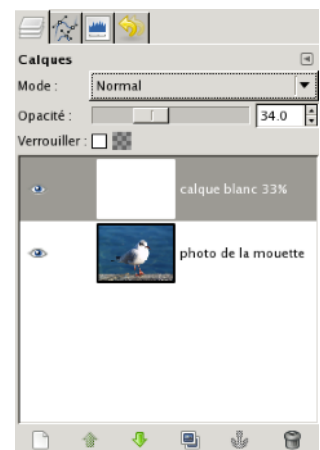 Calques
Mode : Normal
Opacité : 34.0
Verrouiller :
calque blanc 33%
photo de la mouette